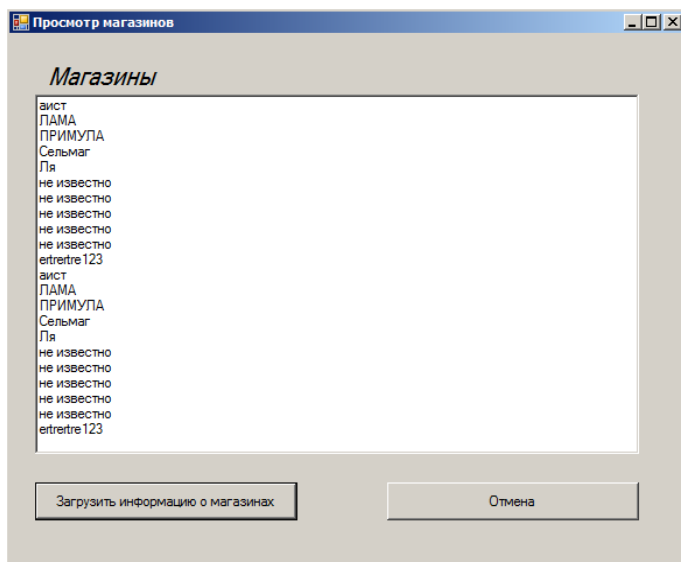 Просмотр магазинов
Магазины
аист
ЛАМА
ПРИМУЛА
Сельмаг
Ля
не известно
не известно
не известно
не известно
не известно
ertrertre123
аист
ЛАМА
ПРИМУЛА
Сельмаг
Ля
не известно
не известно
не известно
не известно
не известно
ertrertre123
Загрузить информацию о магазинах
Отмена